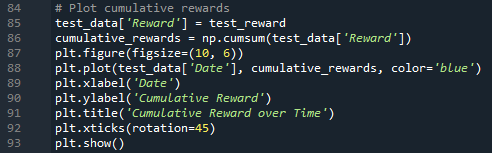 84 # Plot cumulative rewards
85 test_data['Reward'] = test_reward
86 cumulative_rewards = np.cumsum(test_data['Reward'])
87 plt.figure(figsize=(10, 6))
88 plt.plot(test_data['Date'], cumulative_rewards, color='blue')
89 plt.xlabel('Date')
90 plt.ylabel('Cumulative Reward')
91 plt.title('Cumulative Reward over Time')
92 plt.xticks(rotation=45)
93 plt.show()